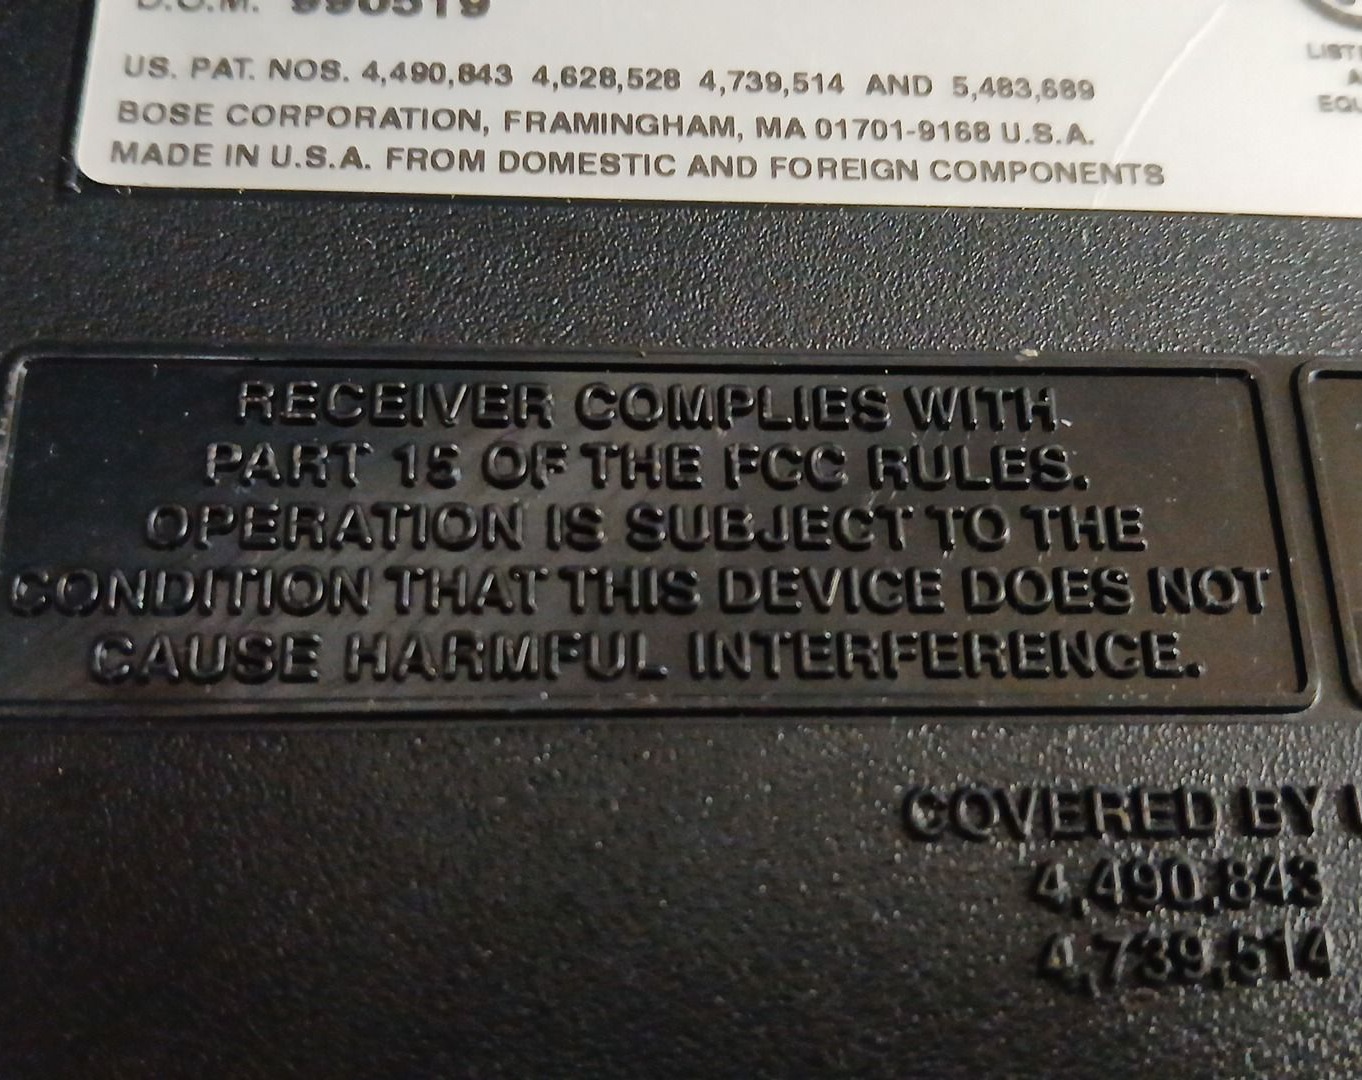 D.O.M. 990519
US. PAT. NOS. 4,490,843 4,628,528 4,739,514 AND 5,483,689
BOSE CORPORATION, FRAMINGHAM, MA 01701-9168 U.S.A.
MADE IN U.S.A. FROM DOMESTIC AND FOREIGN COMPONENTS
LIST
RECEIVER COMPLIES WITH
PART 15 OF THE FCC RULES.
OPERATION IS SUBJECT TO THE
CONDITION THAT THIS DEVICE DOES NOT
CAUSE HARMFUL INTERFERENCE.
COVERED BY
4,490,843
4,739,514